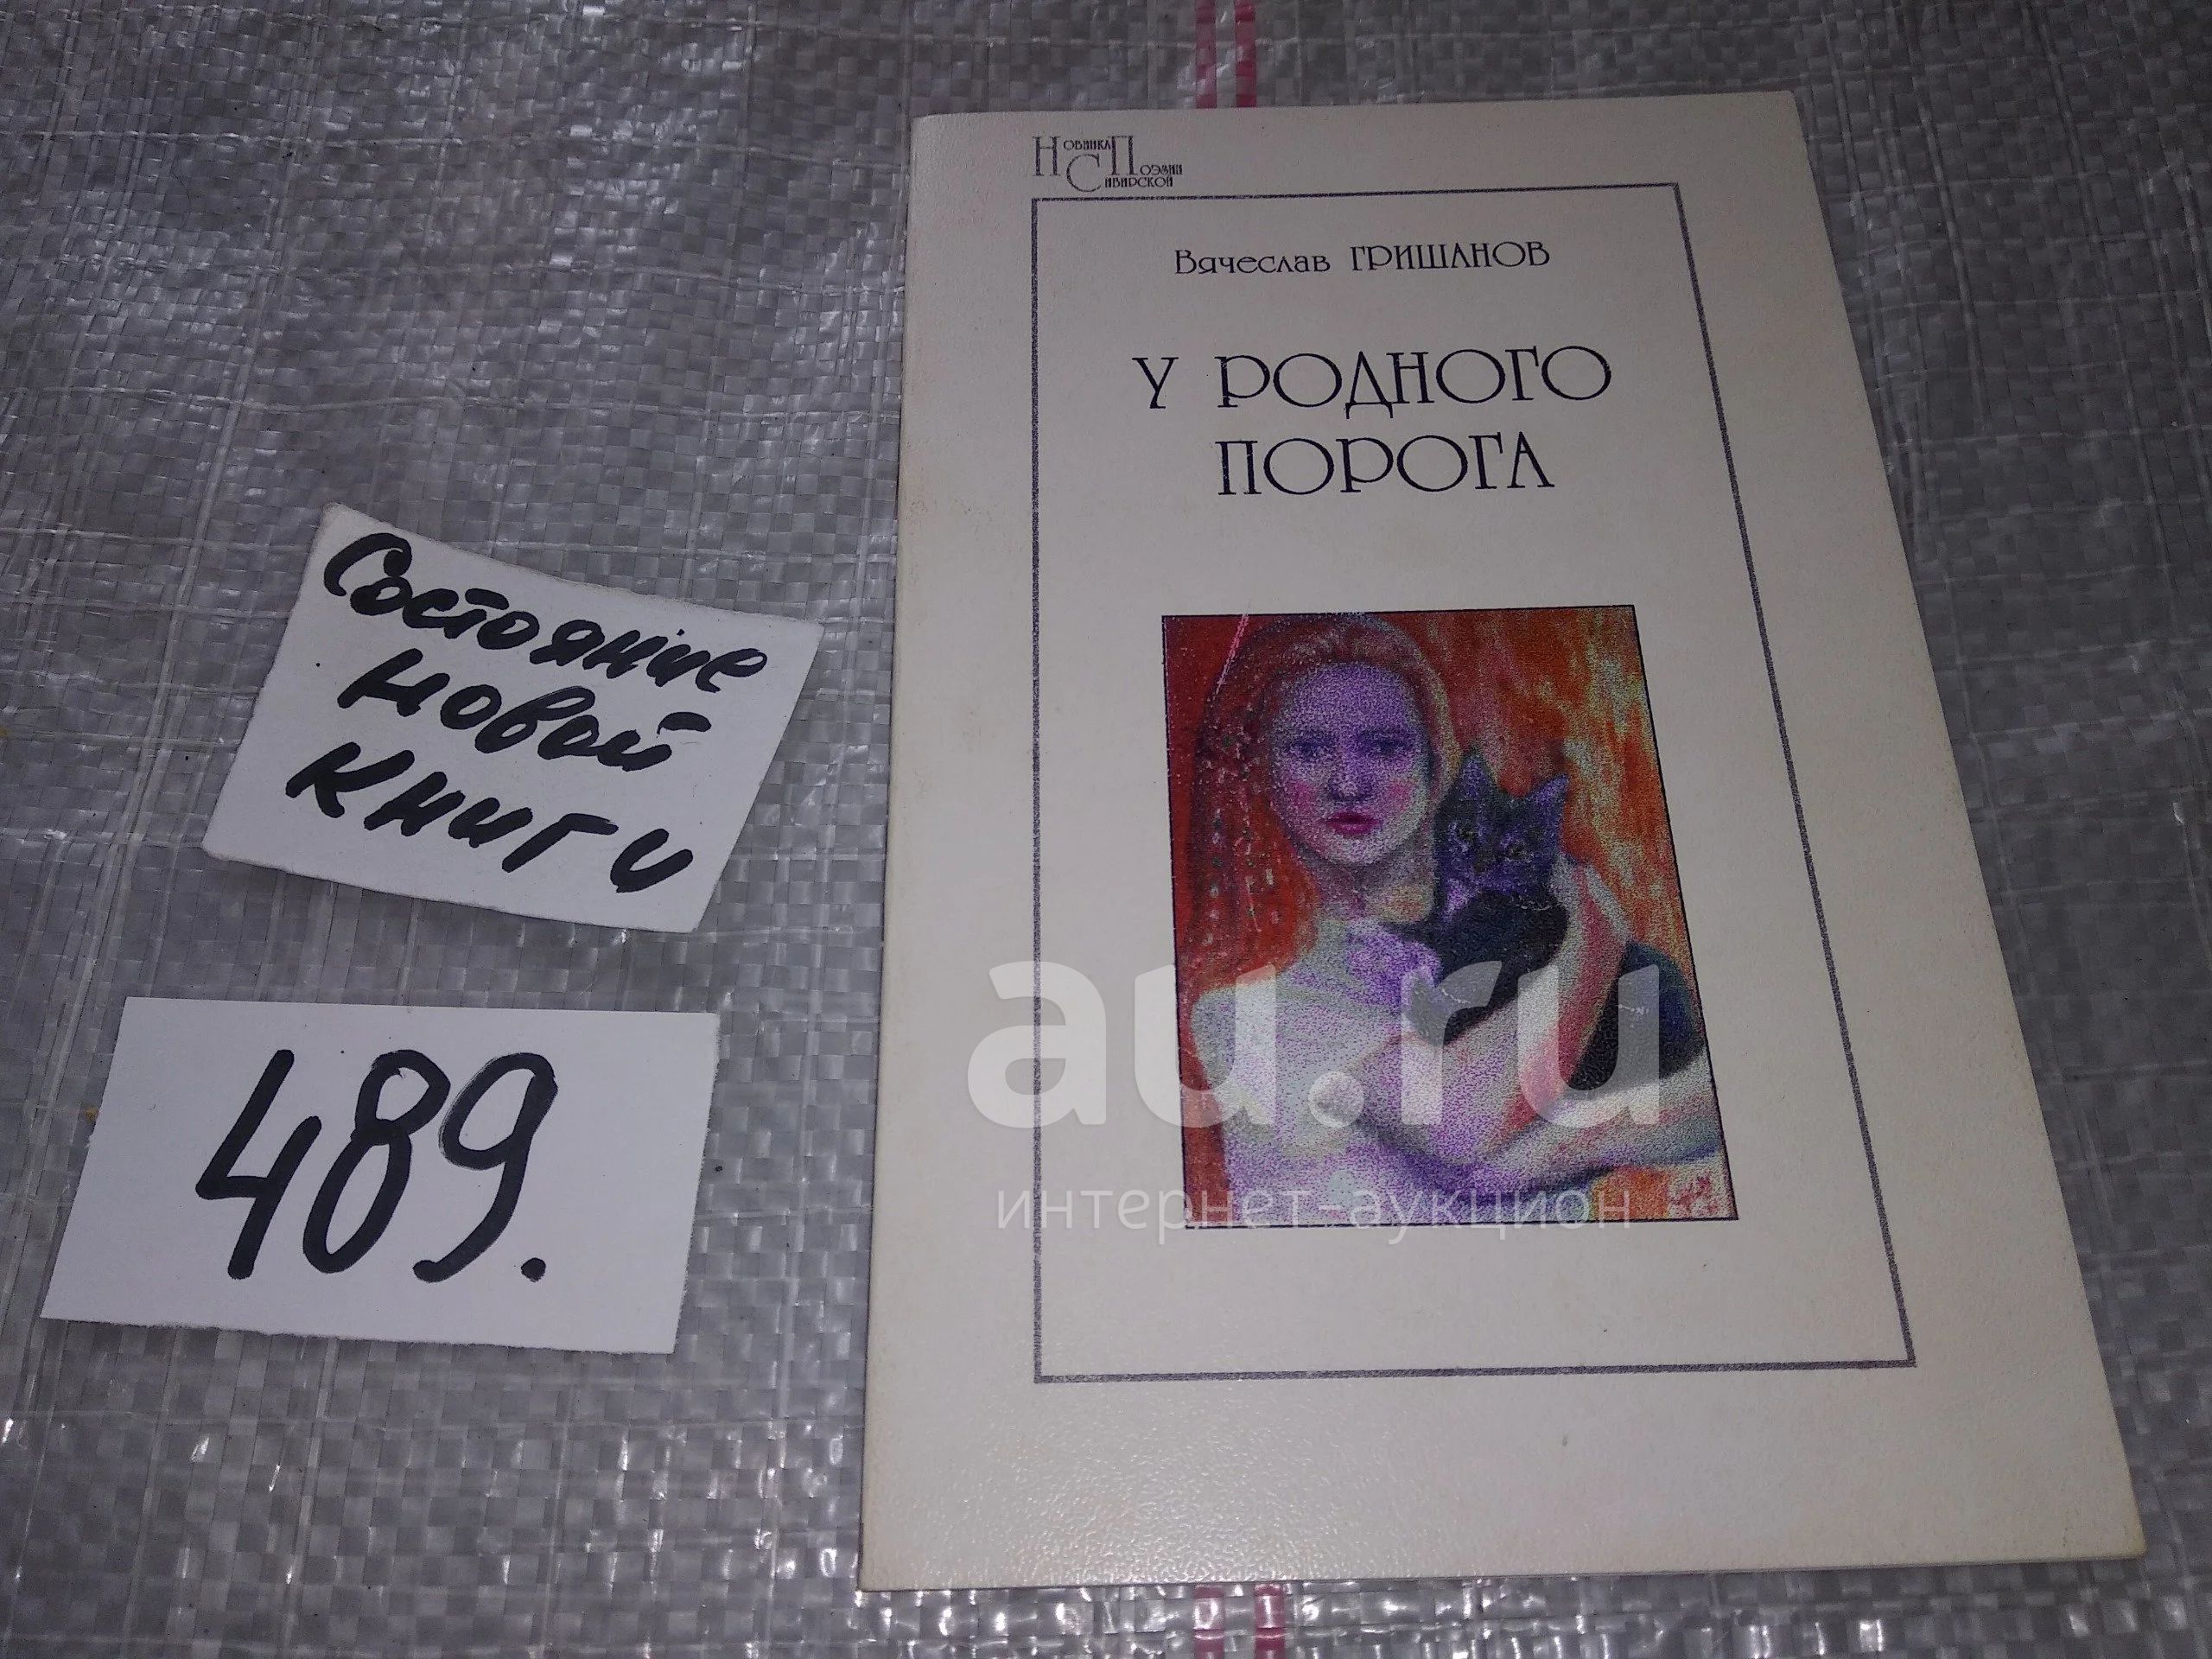 Новинка
Поэзии
Сибирской
Вячеслав ГРИШАНОВ
У РОДНОГО
ПОРОГА
Состояние
новой
книги
489.
au.ru
интернет-аукцион